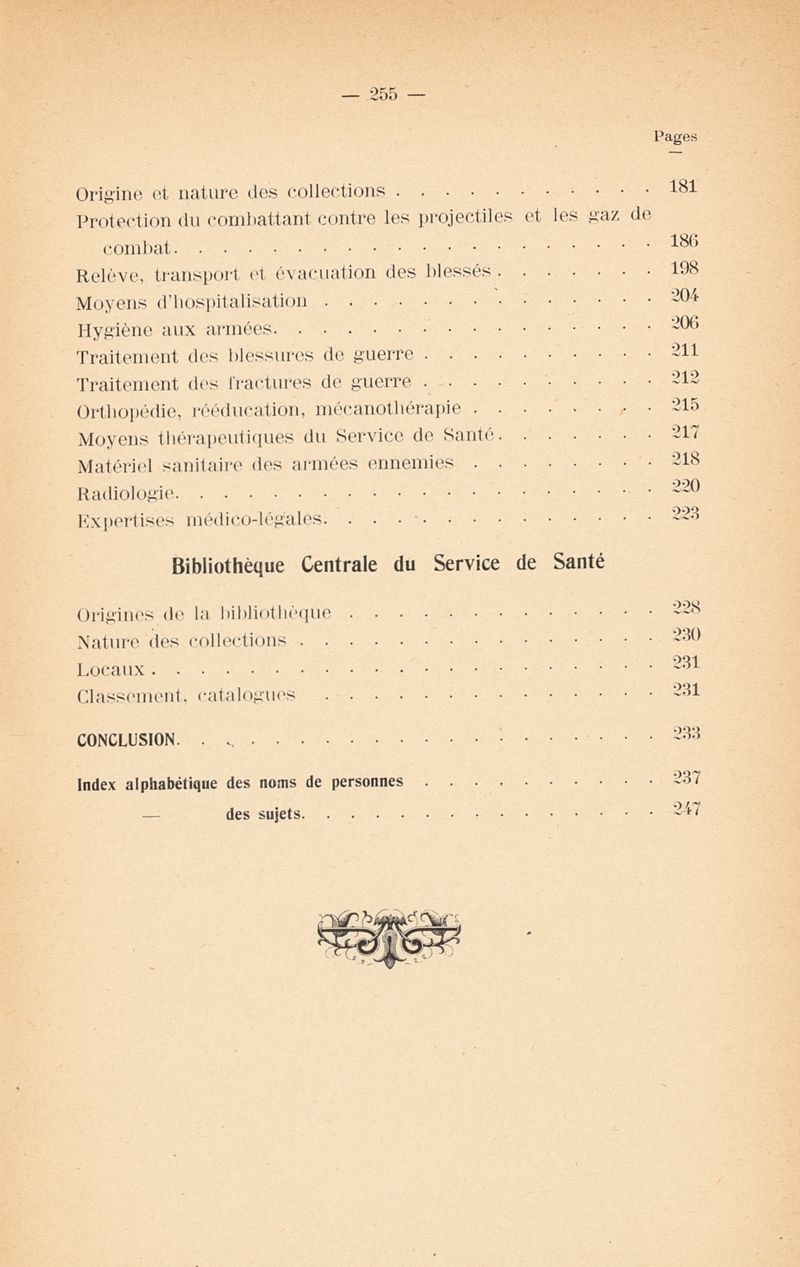 — 255 —
Pages
—
Origine et nature des collections . . . . . . . . . . . 181
Protection du combattant contre les projectiles et les gaz de
combat. . . . . . . . . . . . . . . . . . . . 186
Relève, transport et évacuation des blessés . . . . . . . 198
Moyens d'hospitalisation . . . . . . . . . . . . . . 204
Hygiène aux armées. . . . . . . . . . . . . . . . 206
Traitement des blessures de guerre . . . . . . . . . . 211
Traitement des fractures de guerre . . . . . . . . . . 212
Orthopédie, rééducation, mécanothérapie . . . . . . . . 215
Moyens thérapeutiques du Service de Santé. . . . . . . 217
Matériel sanitaire des armées ennemies . . . . . . . . 218
Radiologie. . . . . . . . . . . . . . . . . . . . 220
Expertises médico-légales. . . . . . . . . . . . . . 223
Bibliothèque Centrale du Service de Santé
Origines de la bibliothèque . . . . . . . . . . . . . 228
Nature des collections . . . . . . . . . . . . . . . 230
Locaux . . . . . . . . . . . . . . . . . . . . . 231
Classement, catalogues . . . . . . . . . . . . . . 231
CONCLUSION. . . . . . . . . . . . . . . . . . . . 233
Index alphabétique des noms de personnes . . . . . . . . . . 237
— des sujets. . . . . . . . . . . . . . . 247